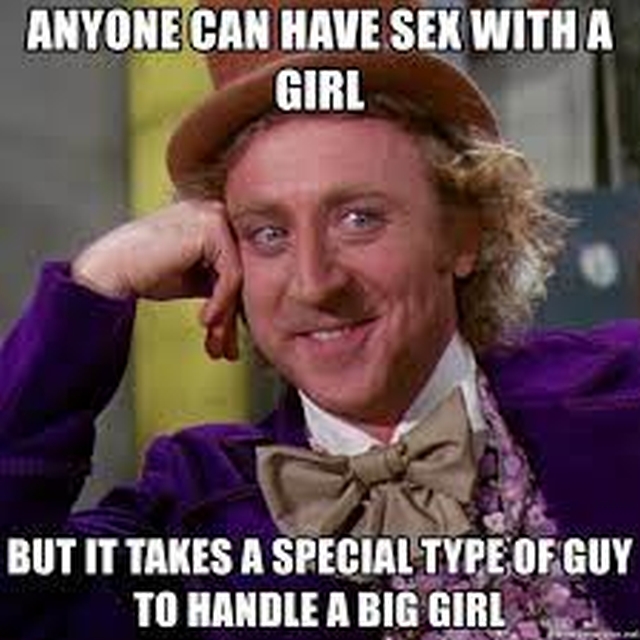 ANYONE CAN HAVE SEX WITH A
GIRL
BUT IT TAKES A SPECIAL TYPE OF GUY
TO HANDLE A BIG GIRL